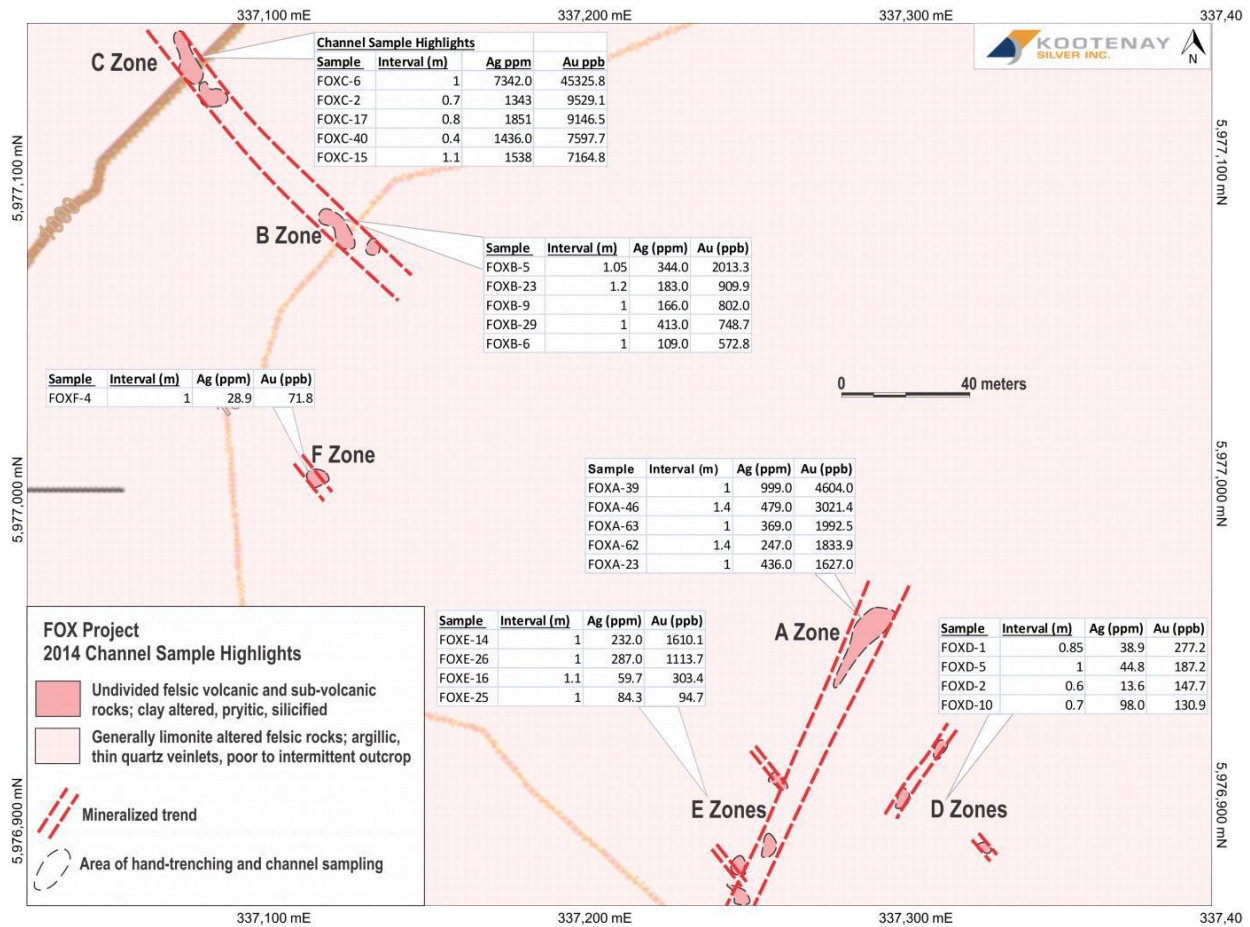 337,100 mE 337,200 mE 337,300 mE 337,40
KOOTENAY
SILVER INC.
N
C Zone
Channel Sample Highlights
Sample Interval (m) Ag ppm Au ppb
FOXC-6 1 7342.0 45325.8
FOXC-2 0.7 1343 9529.1
FOXC-17 0.8 1851 9146.5
FOXC-40 0.4 1436.0 7597.7
FOXC-15 1.1 1538 7164.8
5,977,100 mN 5,977,100 mN
1000
B Zone
Sample Interval (m) Ag (ppm) Au (ppb)
FOXB-5 1.05 344.0 2013.3
FOXB-23 1.2 183.0 909.9
FOXB-9 1 166.0 802.0
FOXB-29 1 413.0 748.7
FOXB-6 1 109.0 572.8
Sample Interval (m) Ag (ppm) Au (ppb)
FOXF-4 1 28.9 71.8
0 40 meters
F Zone
5,977,000 mN 5,977,000 mN
Sample Interval (m) Ag (ppm) Au (ppb)
FOXA-39 1 999.0 4604.0
FOXA-46 1.4 479.0 3021.4
FOXA-63 1 369.0 1992.5
FOXA-62 1.4 247.0 1833.9
FOXA-23 1 436.0 1627.0
A Zone
Sample Interval (m) Ag (ppm) Au (ppb)
FOXE-14 1 232.0 1610.1
FOXE-26 1 287.0 1113.7
FOXE-16 1.1 59.7 303.4
FOXE-25 1 84.3 94.7
Sample Interval (m) Ag (ppm) Au (ppb)
FOXD-1 0.85 38.9 277.2
FOXD-5 1 44.8 187.2
FOXD-2 0.6 13.6 147.7
FOXD-10 0.7 98.0 130.9
E Zones
D Zones
5,976,900 mN 5,976,900 mN
FOX Project
2014 Channel Sample Highlights
Undivided felsic volcanic and sub-volcanic
rocks; clay altered, pryitic, silicified
Generally limonite altered felsic rocks; argillic,
thin quartz veinlets, poor to intermittent outcrop
Mineralized trend
Area of hand-trenching and channel sampling
337,100 mE 337,200 mE 337,300 mE 337,40